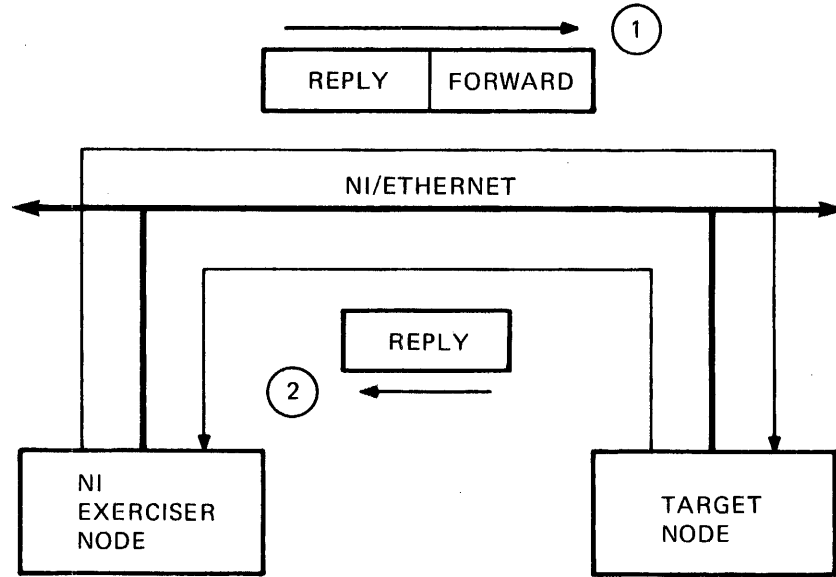 1
REPLY FORWARD
NI/ETHERNET
REPLY
2
NI
EXERCISER
NODE
TARGET
NODE